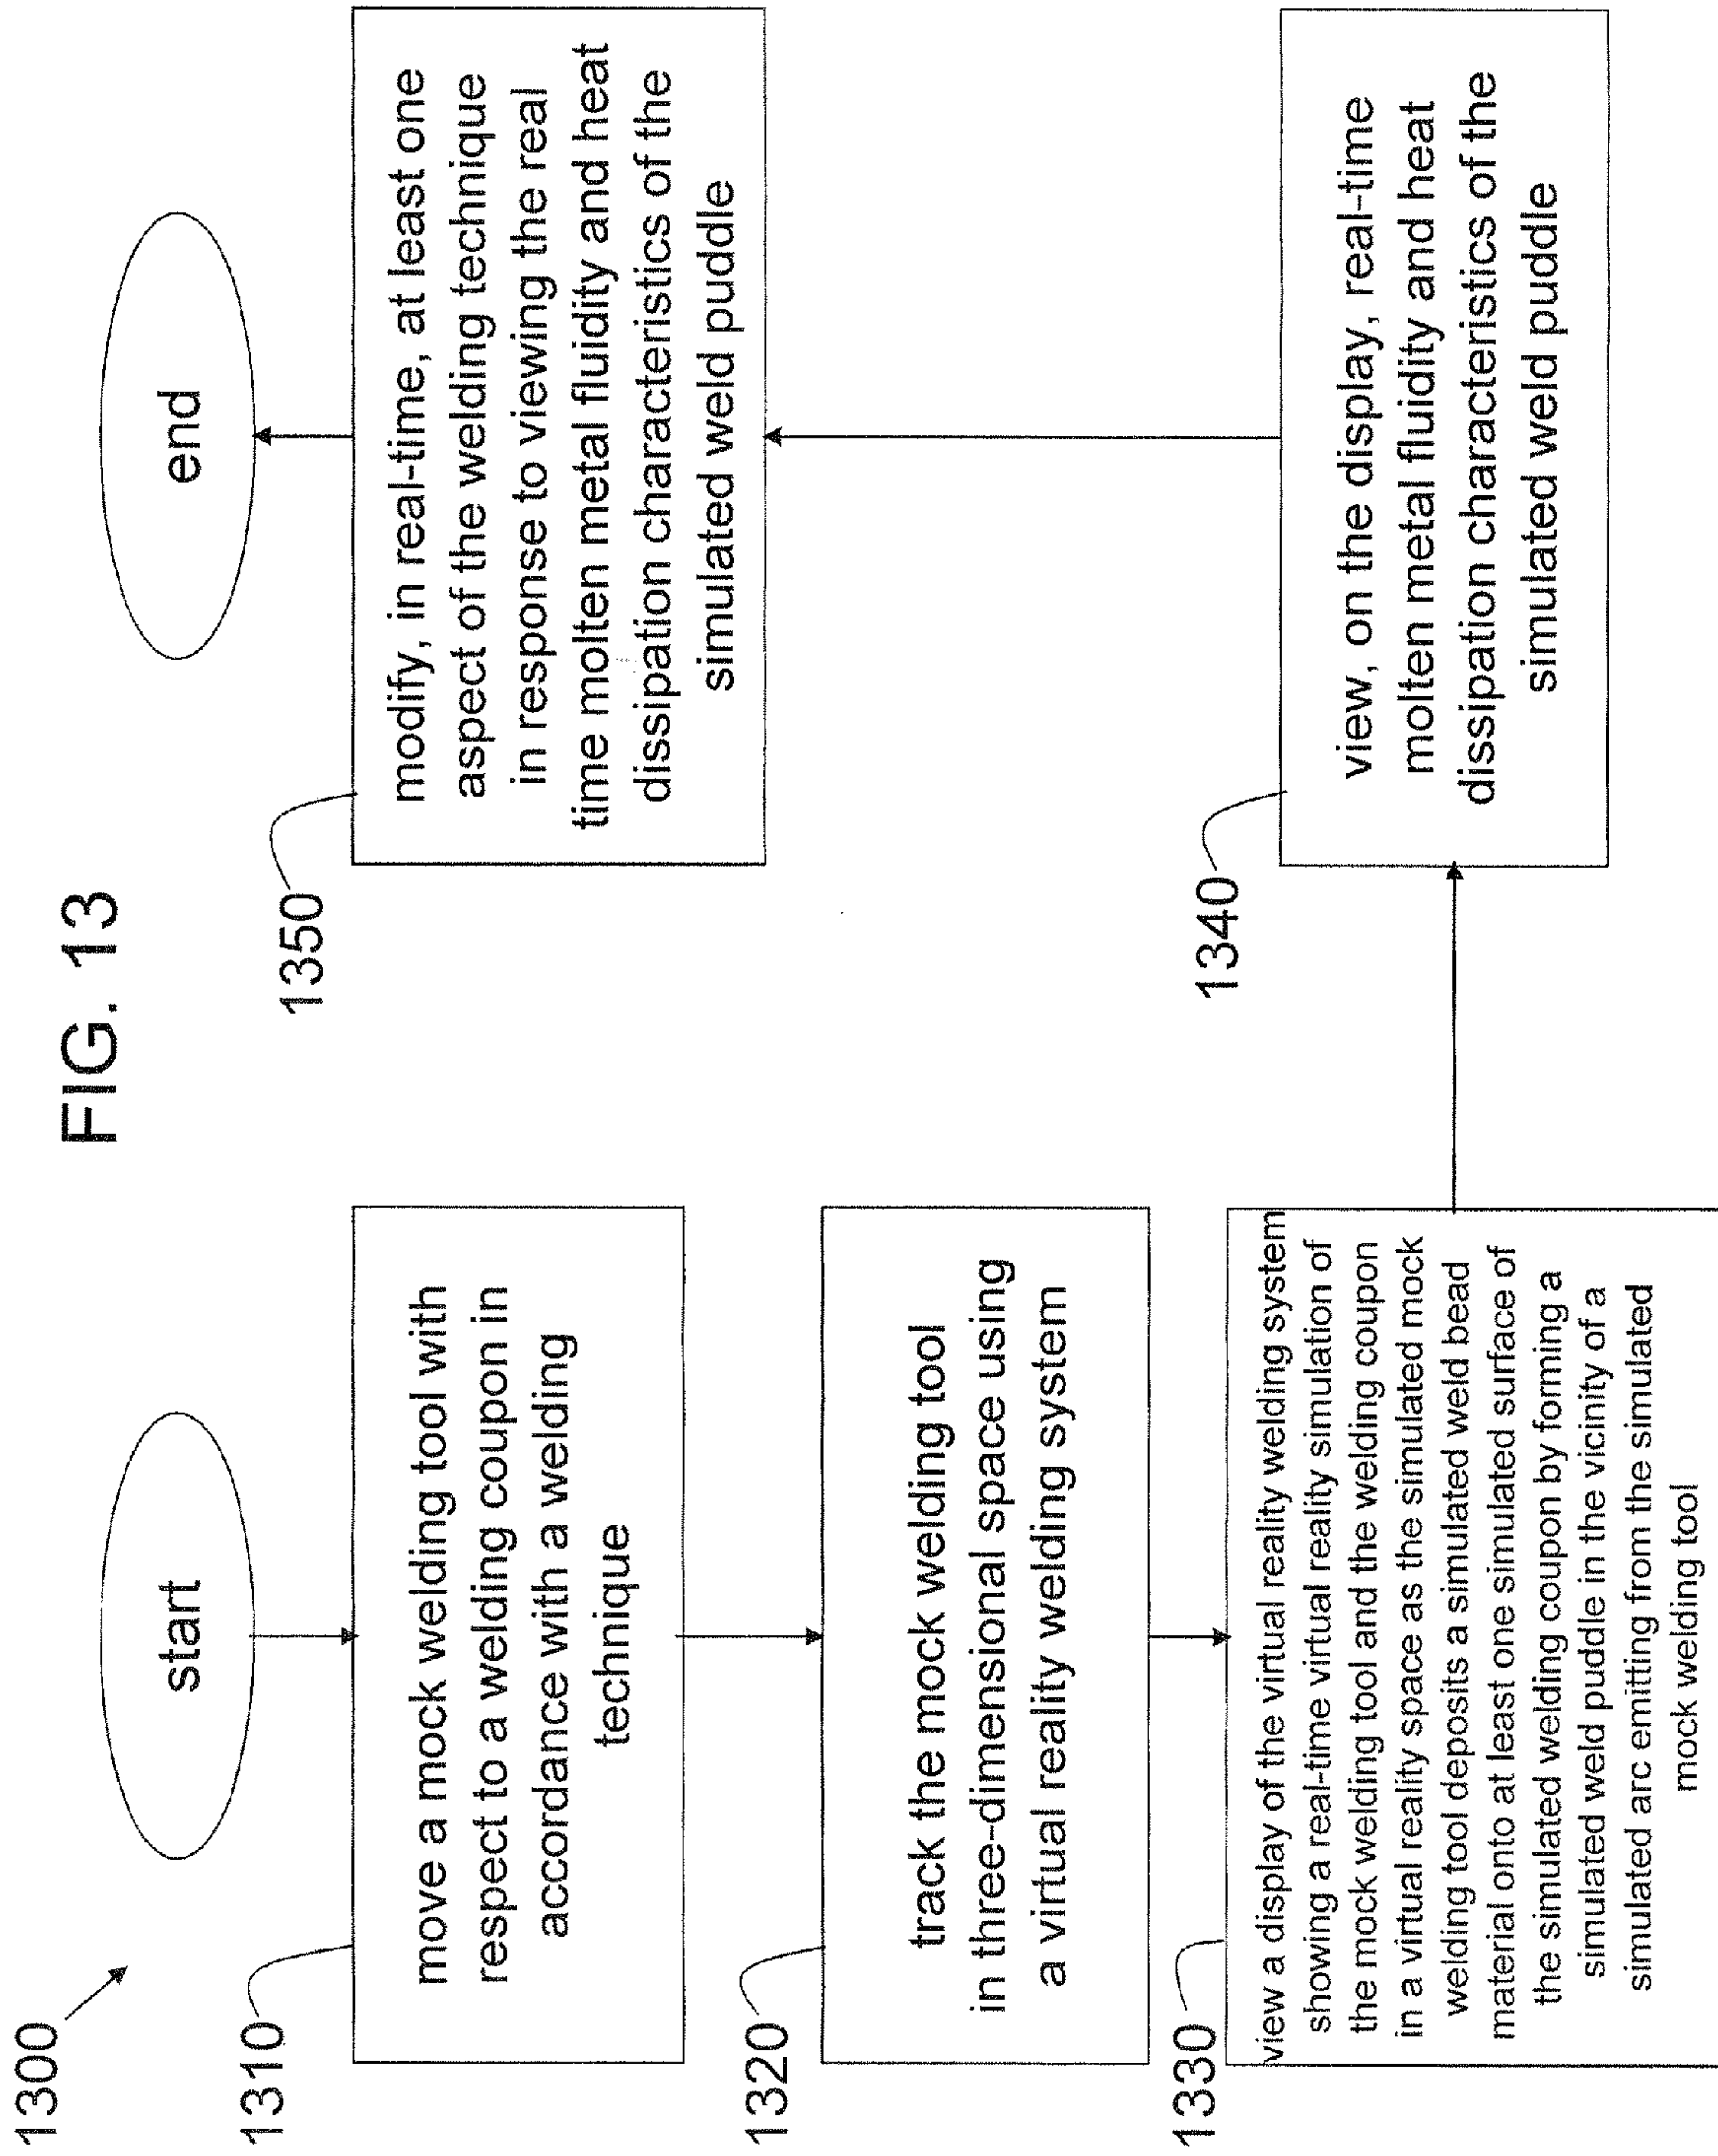 FIG. 13
1300
start
1310
move a mock welding tool with
respect to a welding coupon in
accordance with a welding
technique
1320
track the mock welding tool
in three-dimensional space using
a virtual reality welding system
1330
view a display of the virtual reality welding system
showing a real-time virtual reality simulation of
the mock welding tool and the welding coupon
in a virtual reality space as the simulated mock
welding tool deposits a simulated weld bead
material onto at least one simulated surface of
the simulated welding coupon by forming a
simulated weld puddle in the vicinity of a
simulated arc emitting from the simulated
mock welding tool
1340
view, on the display, real-time
molten metal fluidity and heat
dissipation characteristics of the
simulated weld puddle
1350
modify, in real-time, at least one
aspect of the welding technique
in response to viewing the real
time molten metal fluidity and heat
dissipation characteristics of the
simulated weld puddle
end